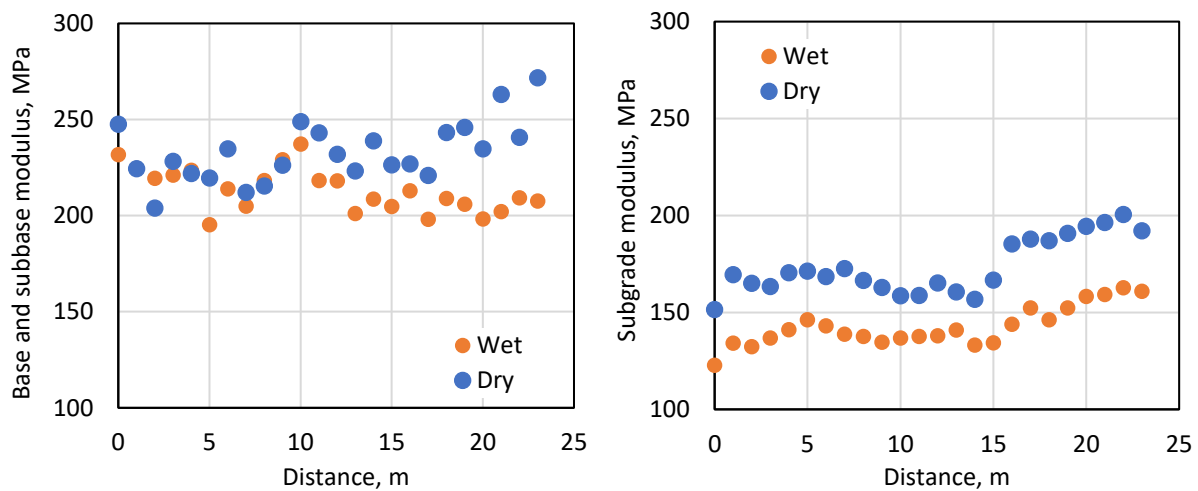 Base and subbase modulus, MPa
300
250
200
150
100
Wet
Dry
0 5 10 15 20 25
Distance, m
Subgrade modulus, MPa
300
250
200
150
100
Wet
Dry
0 5 10 15 20 25
Distance, m